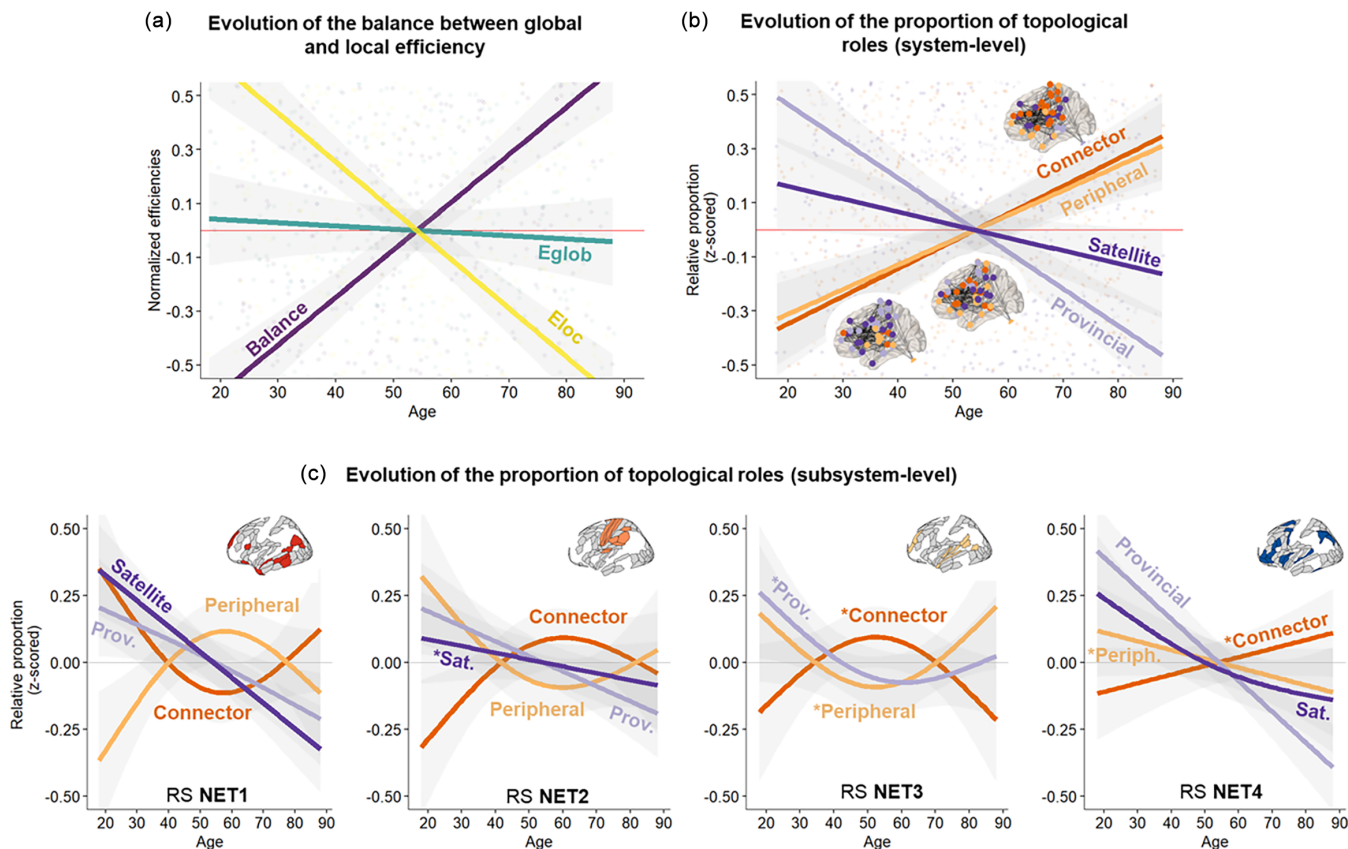 (a) Evolution of the balance between global
and local efficiency
Normalized efficiencies
0.5
0.3
0.1
-0.1
-0.3
-0.5
Eglob
Balance
Eloc
20 30 40 50 60 70 80 90
Age
(b) Evolution of the proportion of topological
roles (system-level)
Relative proportion
(z-scored)
0.5
0.3
0.1
-0.1
-0.3
-0.5
Connector
Peripheral
Satellite
Provincial
20 30 40 50 60 70 80 90
Age
(c) Evolution of the proportion of topological roles (subsystem-level)
Relative proportion
(z-scored)
0.50
0.25
0.00
-0.25
-0.50
Satellite
Peripheral
Prov.
Connector
RS NET1
20 30 40 50 60 70 80 90
Age
0.50
0.25
0.00
-0.25
-0.50
Connector
*Sat.
Peripheral
Prov.
RS NET2
20 30 40 50 60 70 80 90
Age
0.50
0.25
0.00
-0.25
-0.50
*Prov.
*Connector
*Peripheral
RS NET3
20 30 40 50 60 70 80 90
Age
0.50
0.25
0.00
-0.25
-0.50
Provincial
*Connector
*Periph.
Sat.
RS NET4
20 30 40 50 60 70 80 90
Age